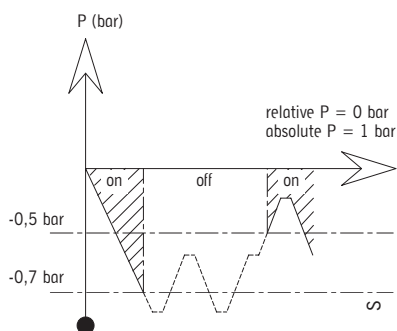 P (bar)
relative P = 0 bar
absolute P = 1 bar
on off on
-0,5 bar
-0,7 bar
S